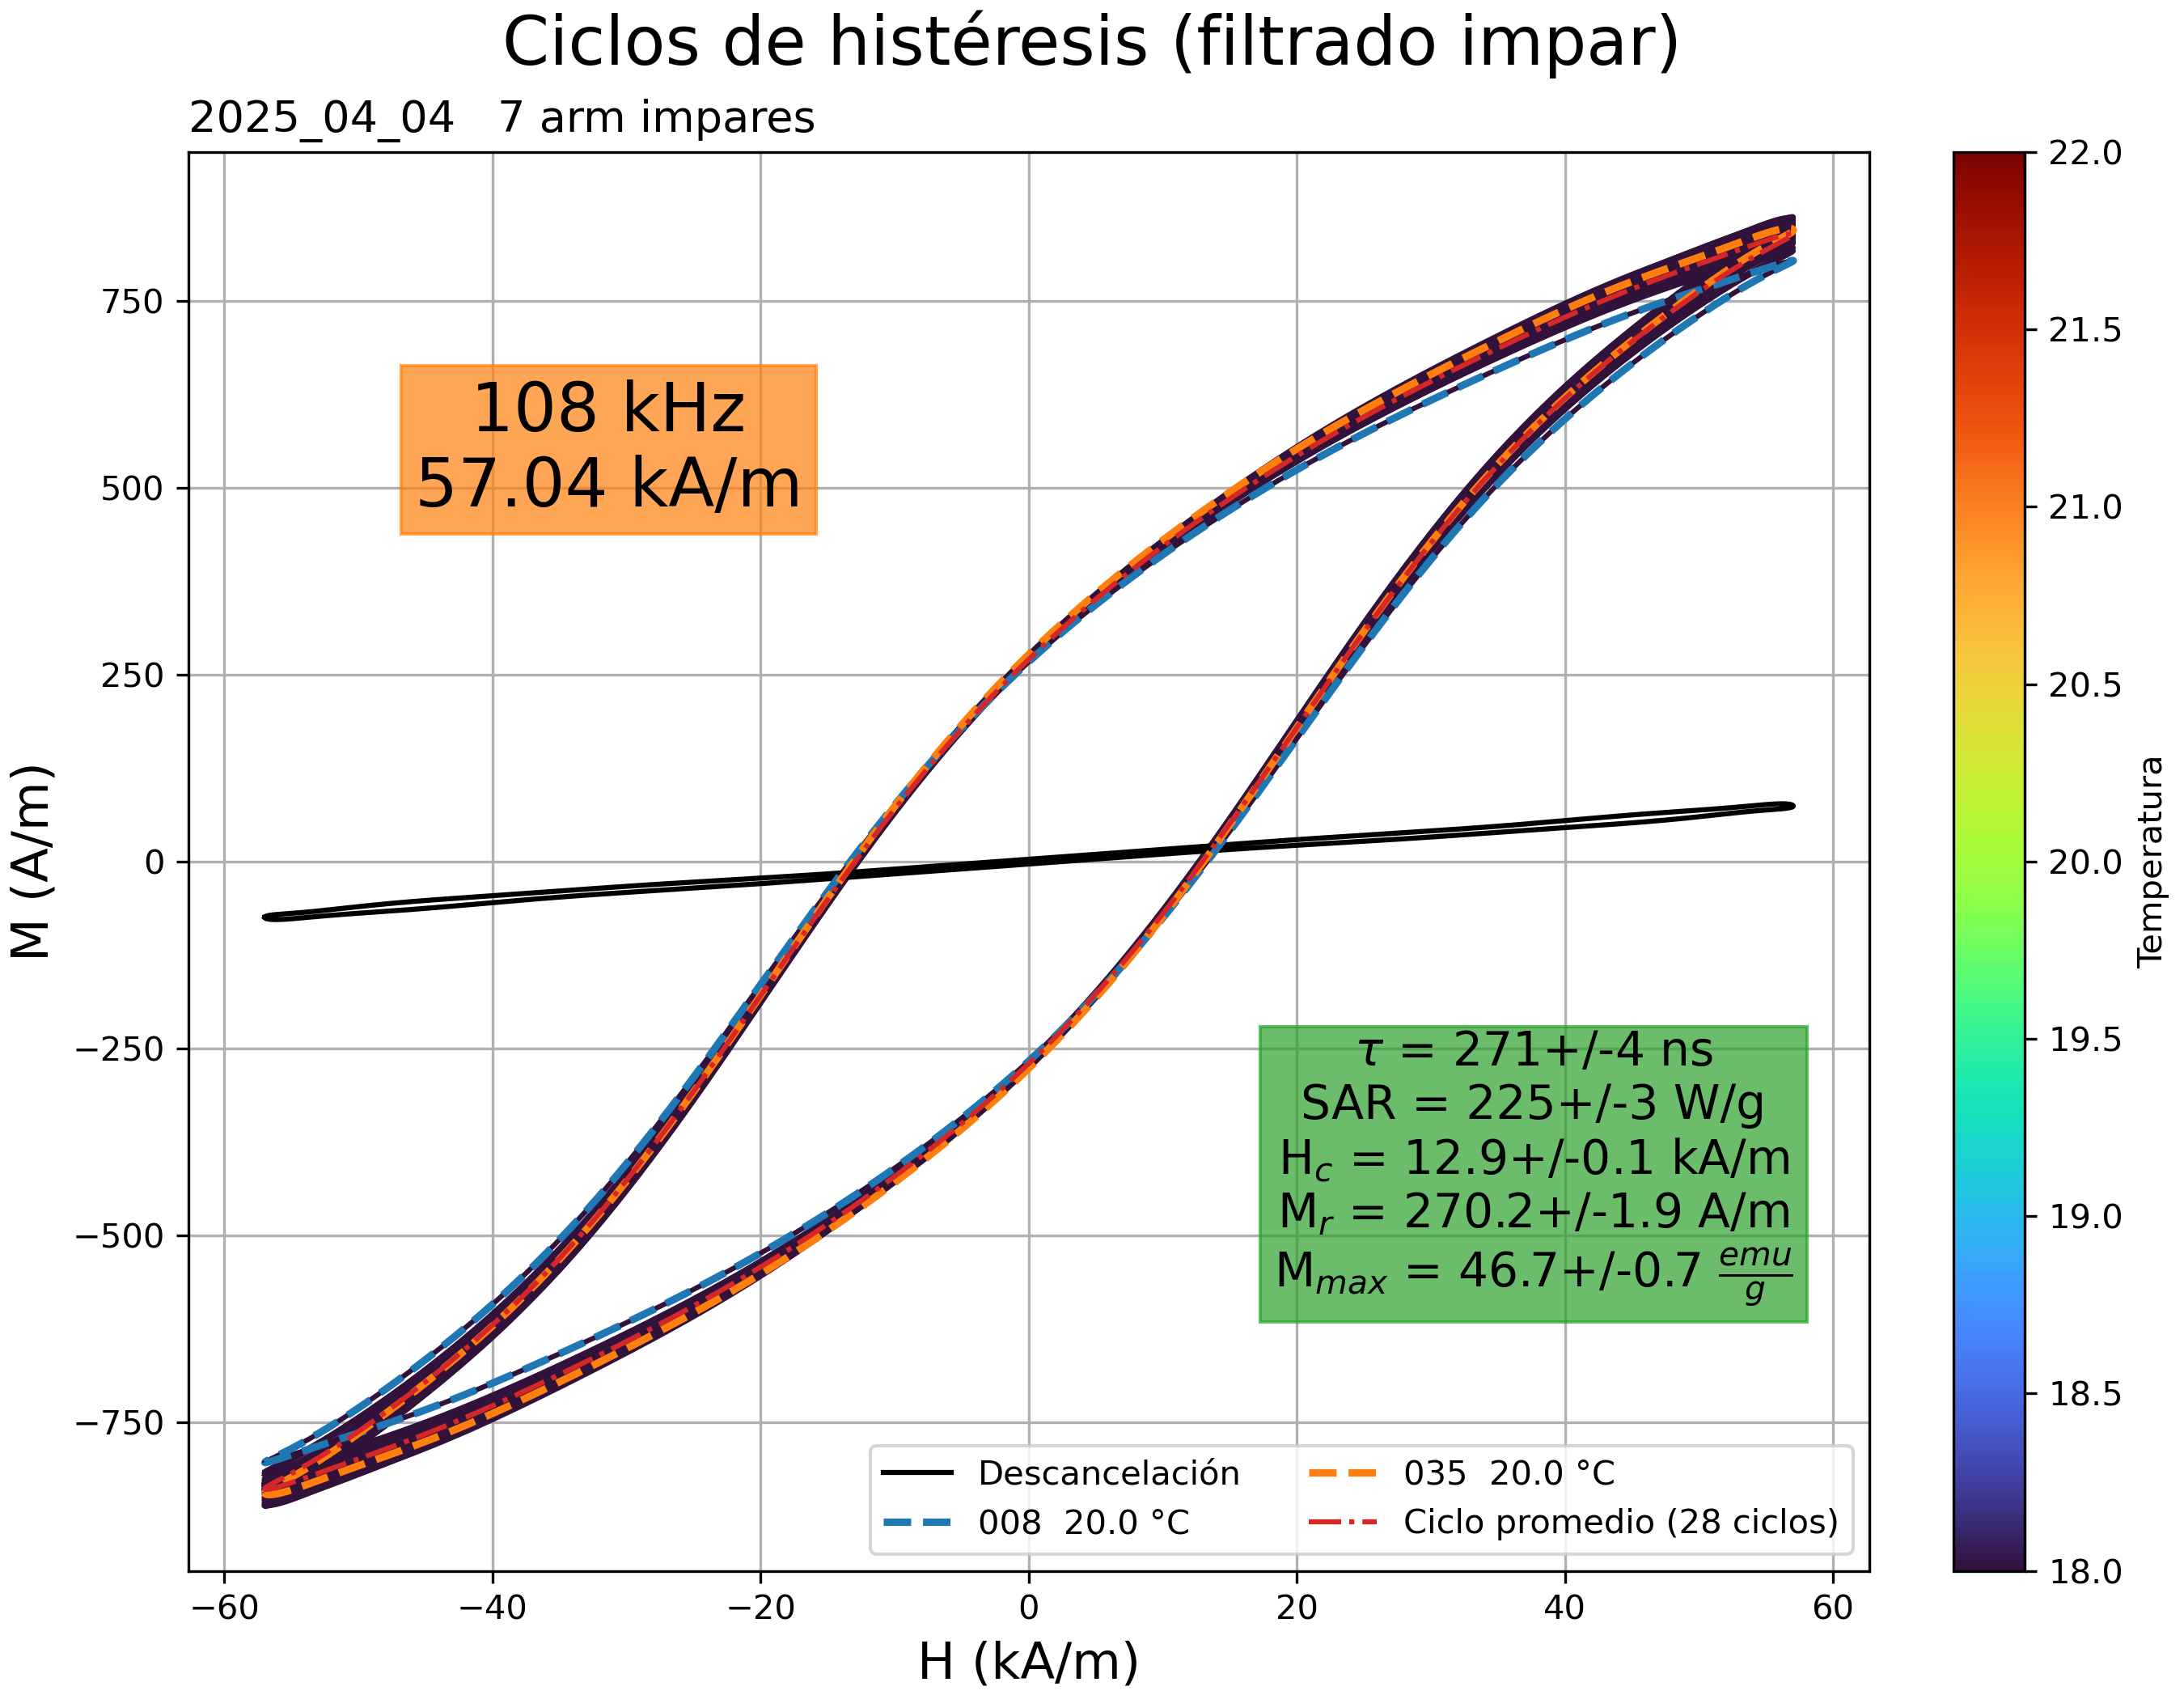 Ciclos de histéresis (filtrado impar)
2025_04_04   7 arm impares
108 kHz
57.04 kA/m
τ = 271+/-4 ns
SAR = 225+/-3 W/g
H_c = 12.9+/-0.1 kA/m
M_r = 270.2+/-1.9 A/m
M_max = 46.7+/-0.7 emu/g
Descancelación
008  20.0 °C
035  20.0 °C
Ciclo promedio (28 ciclos)
M (A/m)
750
500
250
0
−250
−500
−750
−60
−40
−20
0
20
40
60
H (kA/m)
22.0
21.5
21.0
20.5
20.0
19.5
19.0
18.5
18.0
Temperatura